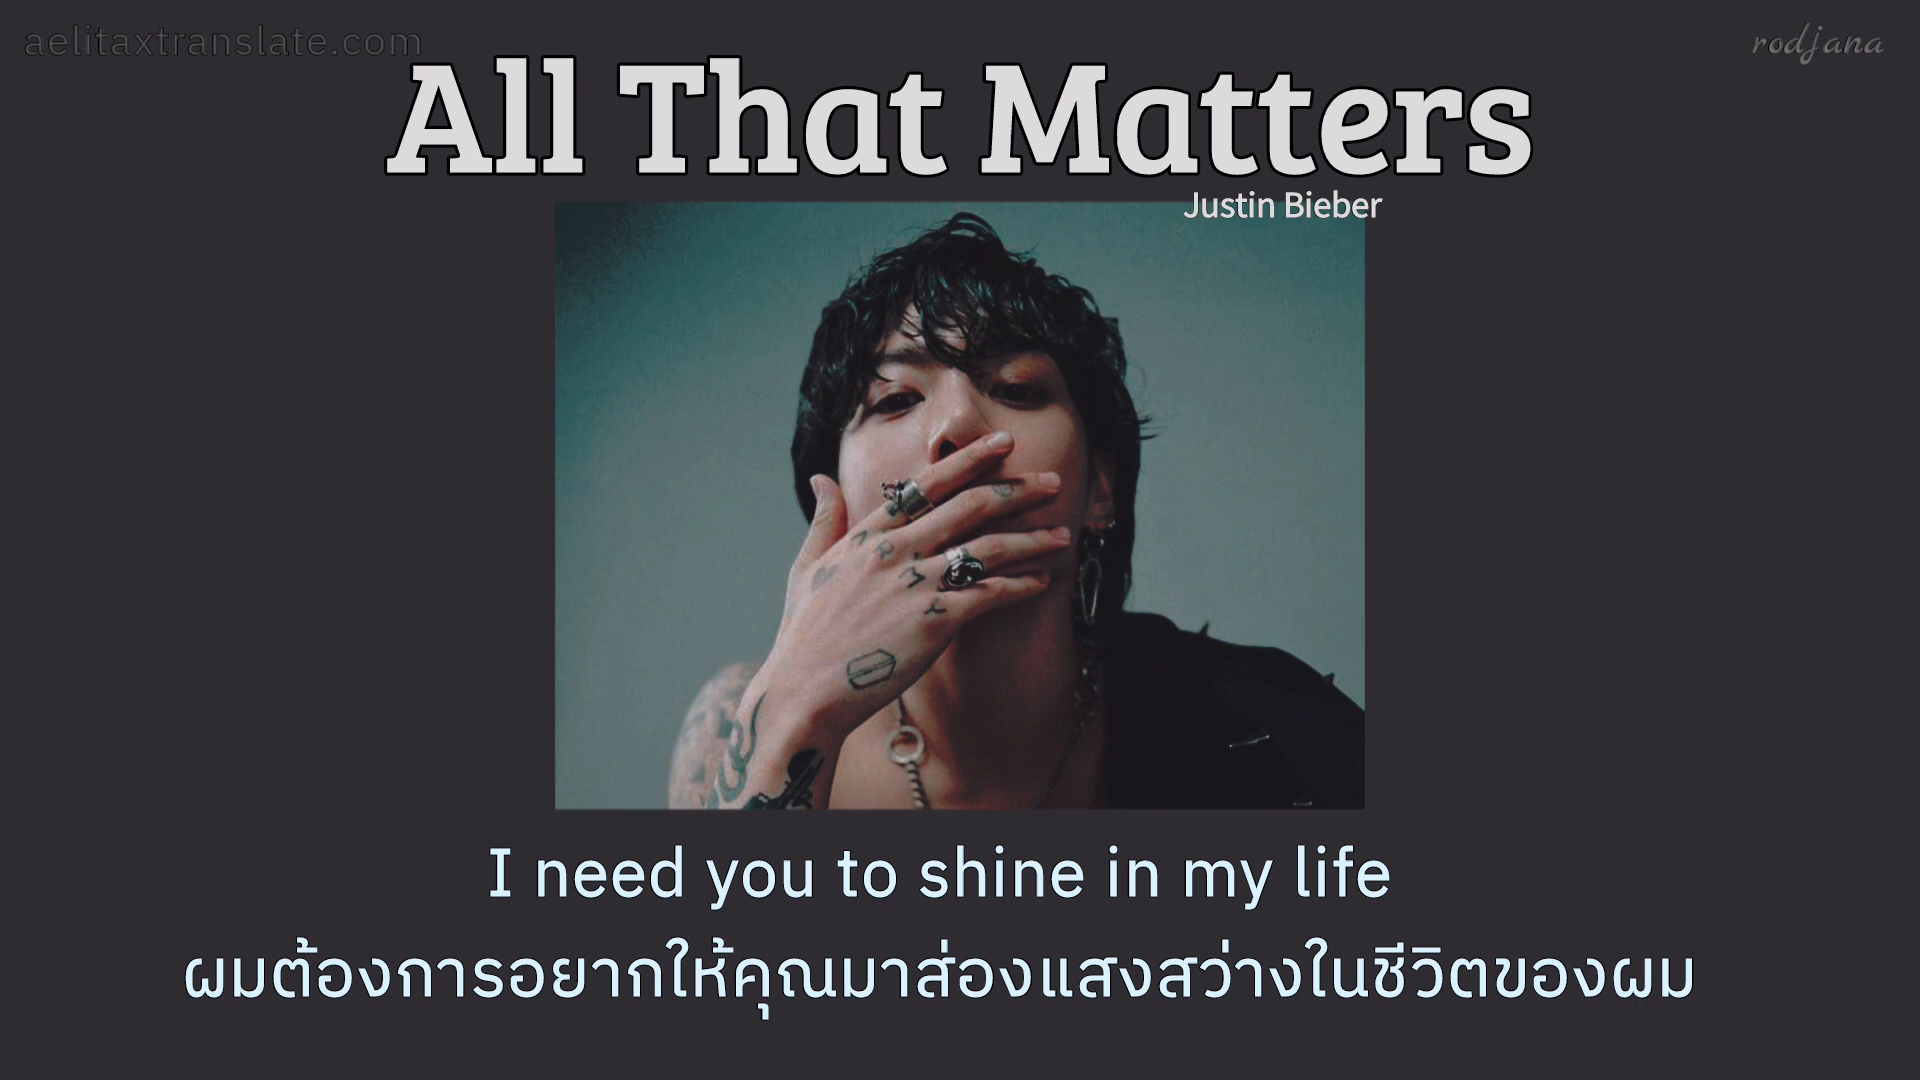 aelitaxtranslate.com
rodjana
All That Matters
Justin Bieber
A R M Y
I need you to shine in my life
ผมต้องการอยากให้คุณมาส่องแสงสว่างในชีวิตของผม